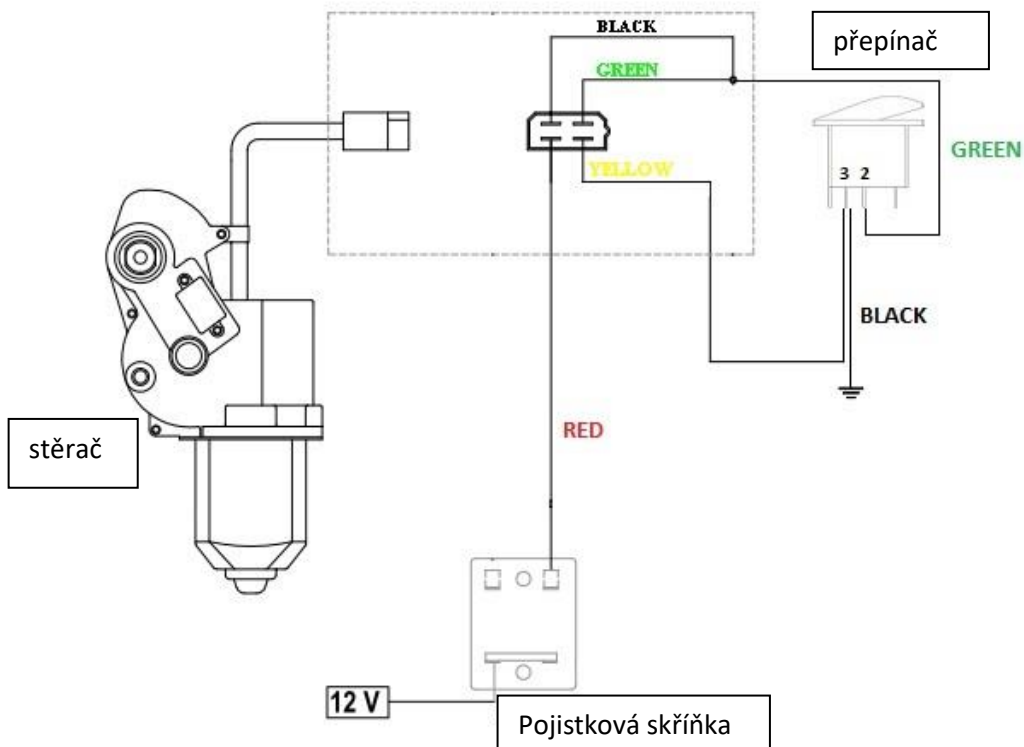 BLACK
přepínač
GREEN
GREEN
YELLOW
3 2
BLACK
RED
stěrač
12 V
Pojistková skříňka